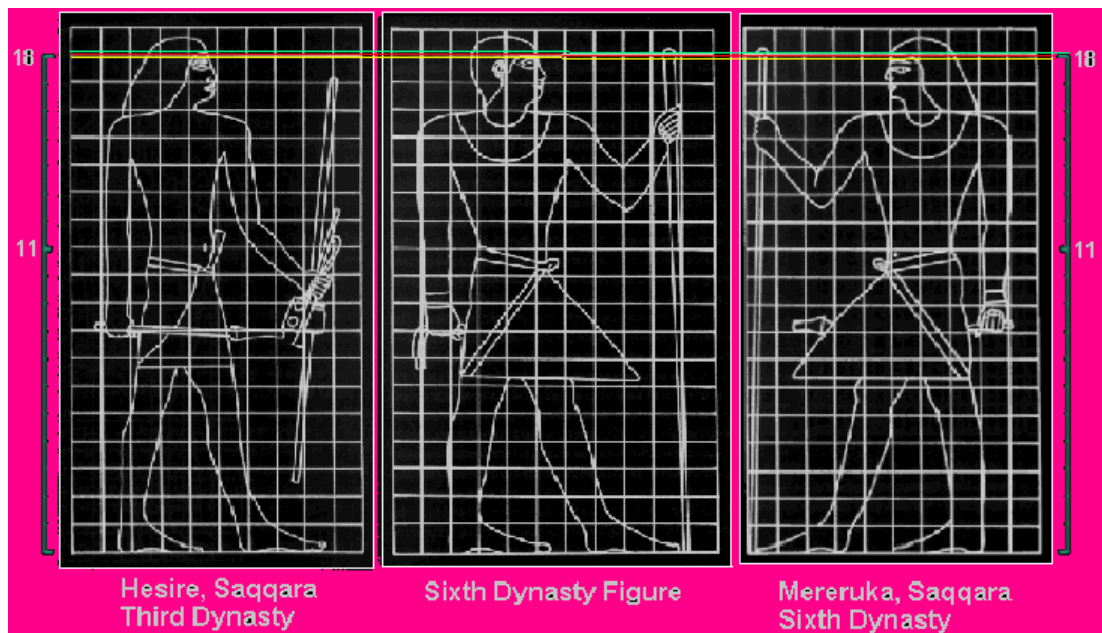 18
18
11
11
Hesire, Saqqara
Third Dynasty
Sixth Dynasty Figure
Mereruka, Saqqara
Sixth Dynasty